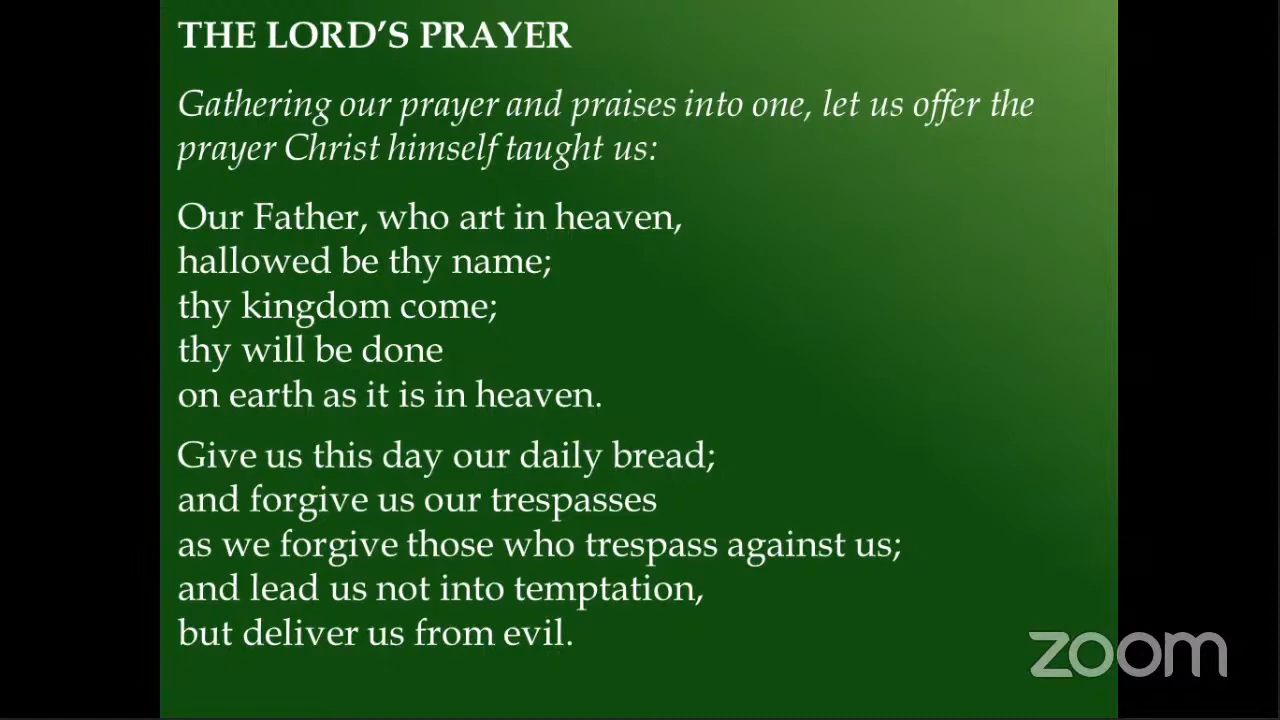 THE LORD’S PRAYER
Gathering our prayer and praises into one, let us offer the
prayer Christ himself taught us:
Our Father, who art in heaven,
hallowed be thy name;
thy kingdom come;
thy will be done
on earth as it is in heaven.
Give us this day our daily bread;
and forgive us our trespasses
as we forgive those who trespass against us;
and lead us not into temptation,
but deliver us from evil.
zoom